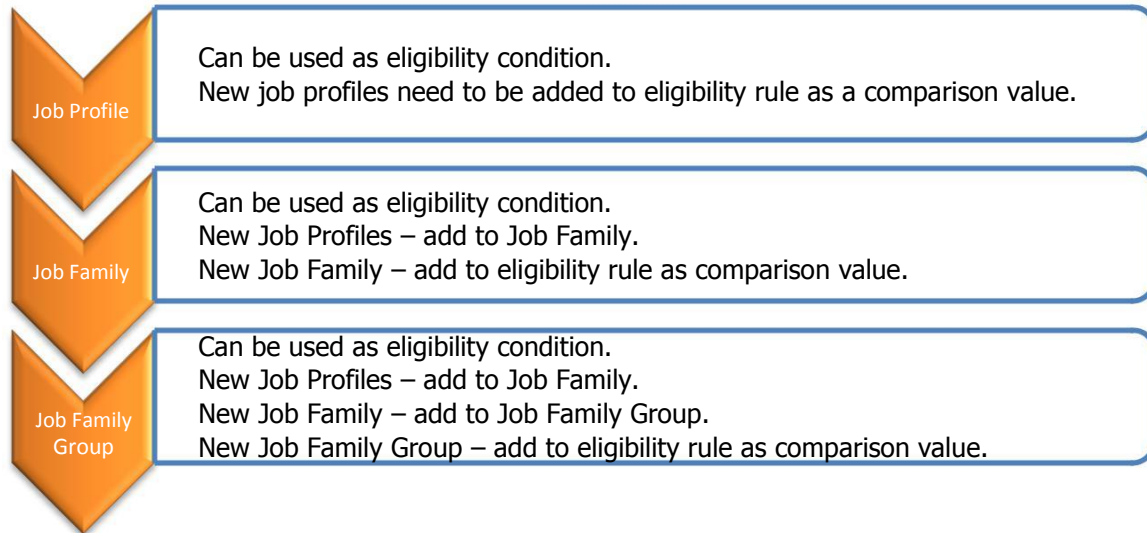 Job Profile
Can be used as eligibility condition.
New job profiles need to be added to eligibility rule as a comparison value.
Job Family
Can be used as eligibility condition.
New Job Profiles – add to Job Family.
New Job Family – add to eligibility rule as comparison value.
Job Family
Group
Can be used as eligibility condition.
New Job Profiles – add to Job Family.
New Job Family – add to Job Family Group.
New Job Family Group – add to eligibility rule as comparison value.